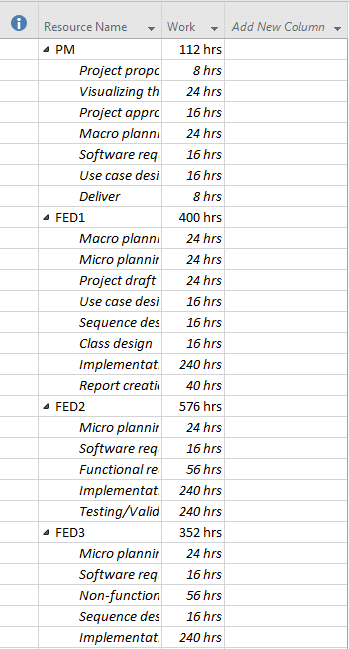 Resource Name Work Add New Column
PM 112 hrs
Project propo 8 hrs
Visualizing th 24 hrs
Project appro 16 hrs
Macro planni 24 hrs
Software req 16 hrs
Use case desi 16 hrs
Deliver 8 hrs
FED1 400 hrs
Macro planni 24 hrs
Micro plannin 24 hrs
Project draft 24 hrs
Use case desi 16 hrs
Sequence des 16 hrs
Class design 16 hrs
Implementat 240 hrs
Report creati 40 hrs
FED2 576 hrs
Micro plannin 24 hrs
Software req 16 hrs
Functional re 56 hrs
Implementat 240 hrs
Testing/Valid 240 hrs
FED3 352 hrs
Micro plannin 24 hrs
Software req 16 hrs
Non-function 56 hrs
Sequence des 16 hrs
Implementat 240 hrs